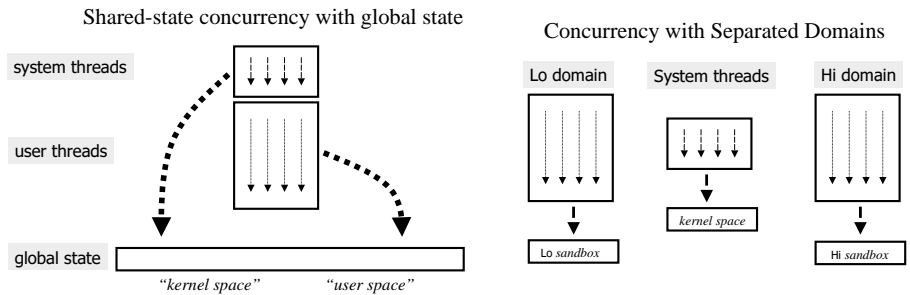 Shared-state concurrency with global state
system threads
user threads
global state
“kernel space”
“user space”
Concurrency with Separated Domains
Lo domain
System threads
Hi domain
kernel space
Lo sandbox
Hi sandbox